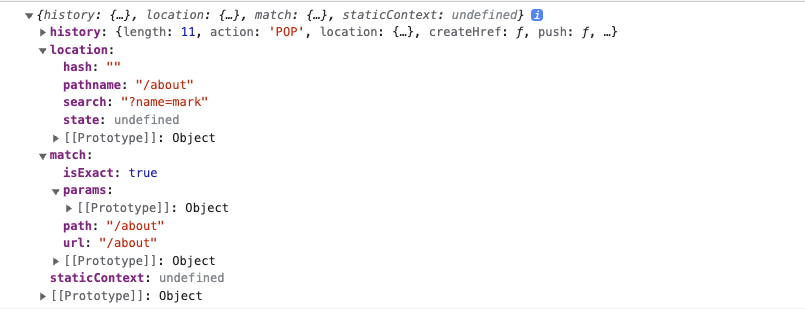 {history: {…}, location: {…}, match: {…}, staticContext: undefined} i
history: {length: 11, action: 'POP', location: {…}, createHref: ƒ, push: ƒ, …}
location:
hash: ""
pathname: "/about"
search: "?name=mark"
state: undefined
[[Prototype]]: Object
match:
isExact: true
params:
[[Prototype]]: Object
path: "/about"
url: "/about"
[[Prototype]]: Object
staticContext: undefined
[[Prototype]]: Object